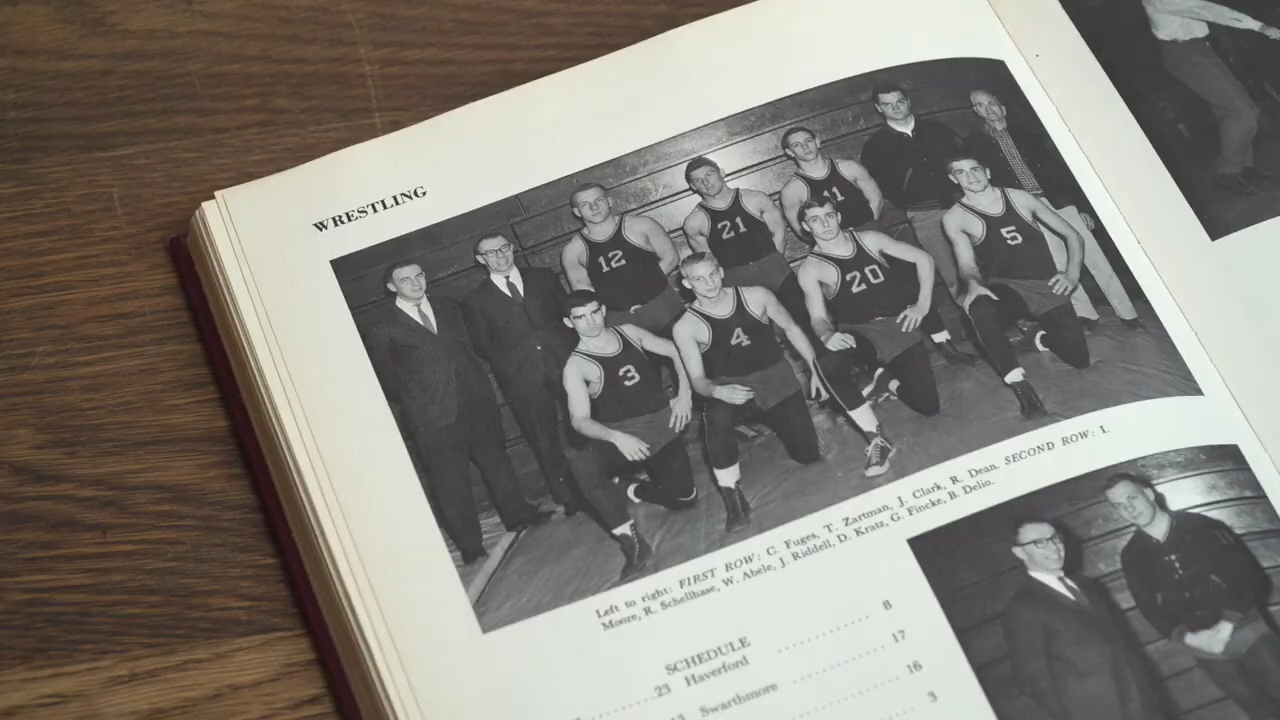 WRESTLING
12
21
11
3
4
20
5
Left to right: FIRST ROW: C. Fuges, T. Zartman, J. Clark, R. Dean. SECOND ROW: I.
Moore, R. Schellhase, W. Abele, J. Riddell, D. Kratz, G. Fincke, B. Delio.
SCHEDULE
8
23 Haverford
17
13 Swarthmore
16
3